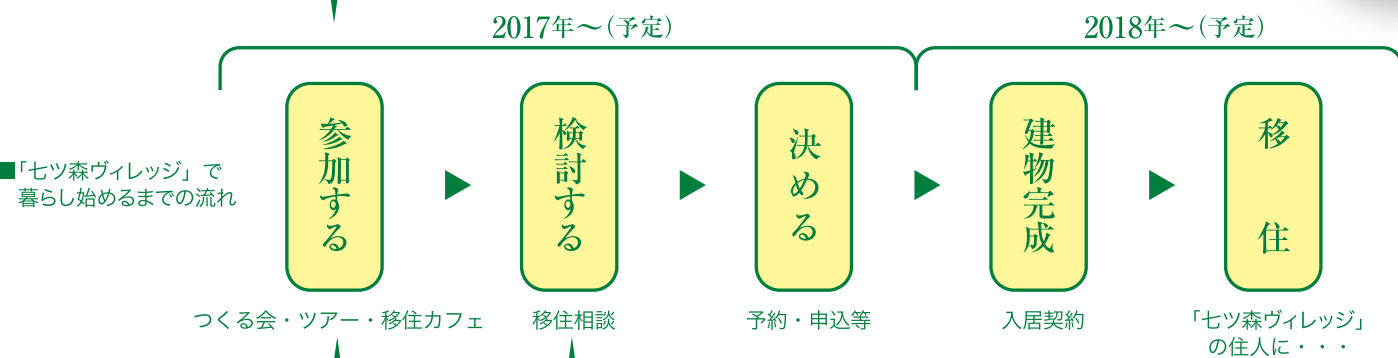 2017年〜(予定)
2018年〜(予定)
■「七ツ森ヴィレッジ」で
暮らし始めるまでの流れ
参加する
検討する
決める
建物完成
移住
つくる会・ツアー・移住カフェ
移住相談
予約・申込等
入居契約
「七ツ森ヴィレッジ」
の住人に・・・